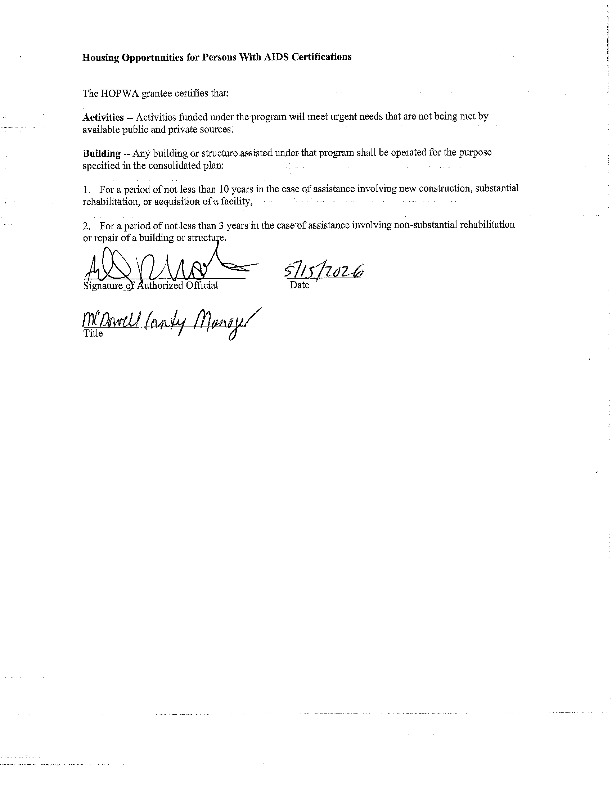 Housing Opportunities for Persons With AIDS Certifications
The HOPWA grantee certifies that:
Activities -- Activities funded under the program will meet urgent needs that are not being met by
available public and private sources.
Building -- Any building or structure assisted under that program shall be operated for the purpose
specified in the consolidated plan:
1. For a period of not less than 10 years in the case of assistance involving new construction, substantial
rehabilitation, or acquisition of a facility,
2. For a period of not less than 3 years in the case of assistance involving non-substantial rehabilitation
or repair of a building or structure.
5/15/2026
Signature of Authorized Official Date
McDowell County Manager
Title